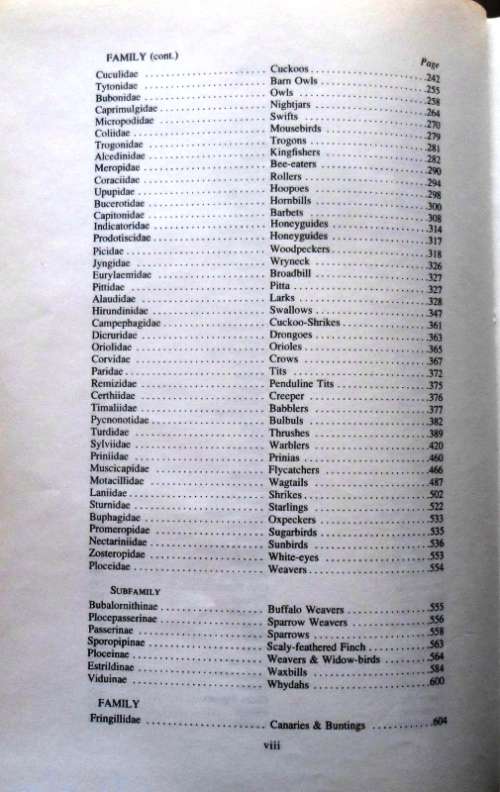 FAMILY (cont.) Page
Cuculidae ........ Cuckoos ........ 242
Tytonidae ........ Barn Owls ........ 255
Bubonidae ........ Owls ........ 258
Caprimulgidae ........ Nightjars ........ 264
Micropodidae ........ Swifts ........ 270
Coliidae ........ Mousebirds ........ 279
Trogonidae ........ Trogons ........ 281
Alcedinidae ........ Kingfishers ........ 282
Meropidae ........ Bee-eaters ........ 290
Coraciidae ........ Rollers ........ 294
Upupidae ........ Hoopoes ........ 298
Bucerotidae ........ Hornbills ........ 300
Capitonidae ........ Barbets ........ 308
Indicatoridae ........ Honeyguides ........ 314
Prodotiscidae ........ Honeyguides ........ 317
Picidae ........ Woodpeckers ........ 318
Jyngidae ........ Wryneck ........ 326
Eurylaemidae ........ Broadbill ........ 327
Pittidae ........ Pitta ........ 327
Alaudidae ........ Larks ........ 328
Hirundinidae ........ Swallows ........ 347
Campephagidae ........ Cuckoo-Shrikes ........ 361
Dicruridae ........ Drongoes ........ 363
Oriolidae ........ Orioles ........ 365
Corvidae ........ Crows ........ 367
Paridae ........ Tits ........ 372
Remizidae ........ Penduline Tits ........ 375
Certhiidae ........ Creeper ........ 376
Timaliidae ........ Babblers ........ 377
Pycnonotidae ........ Bulbuls ........ 382
Turdidae ........ Thrushes ........ 389
Sylviidae ........ Warblers ........ 420
Priniidae ........ Prinias ........ 460
Muscicapidae ........ Flycatchers ........ 466
Motacillidae ........ Wagtails ........ 487
Laniidae ........ Shrikes ........ 502
Sturnidae ........ Starlings ........ 522
Buphagidae ........ Oxpeckers ........ 533
Promeropidae ........ Sugarbirds ........ 535
Nectariniidae ........ Sunbirds ........ 536
Zosteropidae ........ White-eyes ........ 553
Ploceidae ........ Weavers ........ 554
SUBFAMILY
Bubalornithinae ........ Buffalo Weavers ........ 555
Plocepasserinae ........ Sparrow Weavers ........ 556
Passerinae ........ Sparrows ........ 558
Sporopipinae ........ Scaly-feathered Finch ........ 563
Ploceinae ........ Weavers & Widow-birds ........ 564
Estrildinae ........ Waxbills ........ 584
Viduinae ........ Whydahs ........ 600
FAMILY
Fringillidae ........ Canaries & Buntings ........ 604
viii